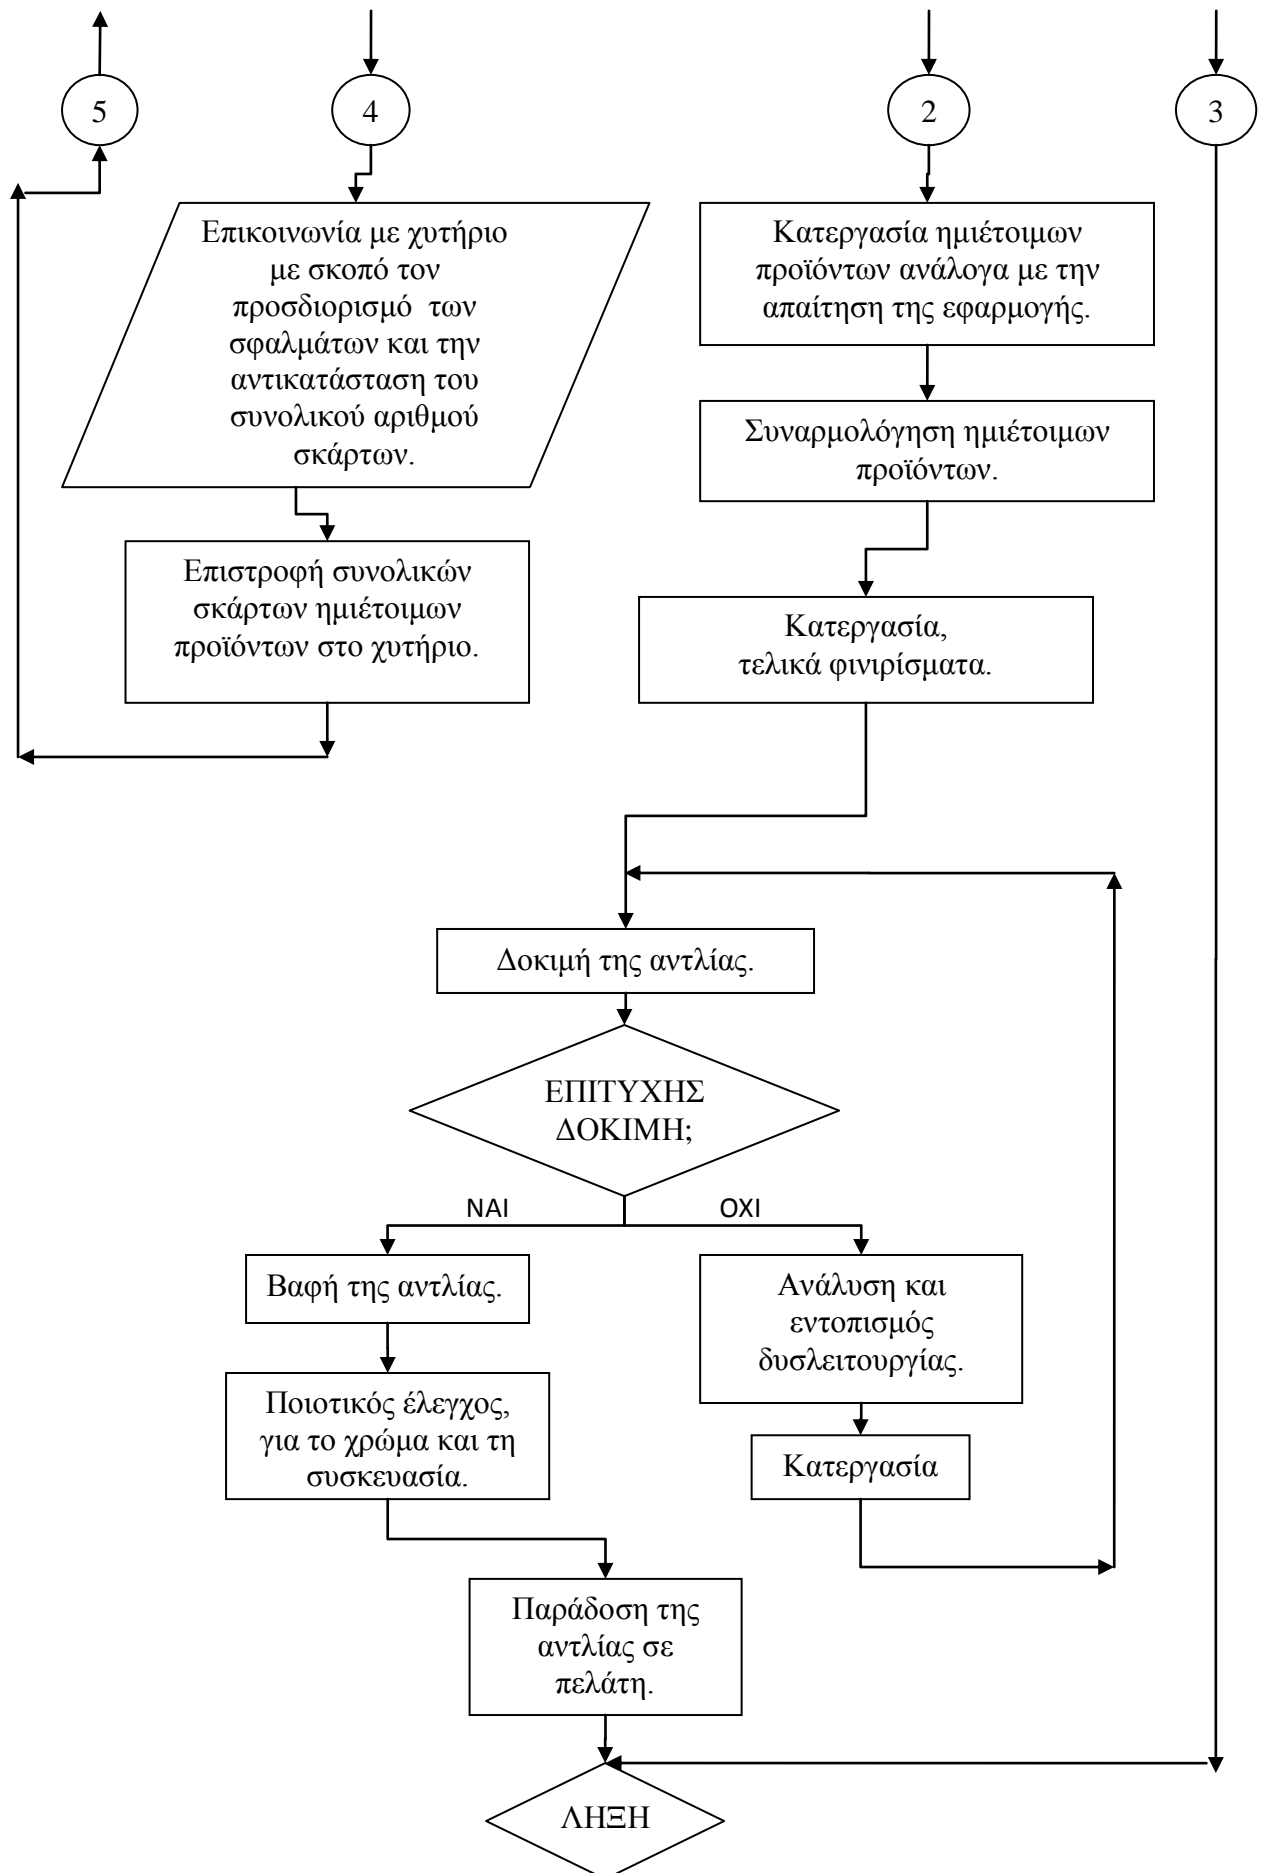 5
4
2
3
Επικοινωνία με χυτήριο
με σκοπό τον
προσδιορισμό των
σφαλμάτων και την
αντικατάσταση του
συνολικού αριθμού
σκάρτων.
Κατεργασία ημιέτοιμων
προϊόντων ανάλογα με την
απαίτηση της εφαρμογής.
Συναρμολόγηση ημιέτοιμων
προϊόντων.
Επιστροφή συνολικών
σκάρτων ημιέτοιμων
προϊόντων στο χυτήριο.
Κατεργασία,
τελικά φινιρίσματα.
Δοκιμή της αντλίας.
ΕΠΙΤΥΧΗΣ
ΔΟΚΙΜΗ;
ΝΑΙ
ΟΧΙ
Βαφή της αντλίας.
Ανάλυση και
εντοπισμός
δυσλειτουργίας.
Ποιοτικός έλεγχος,
για το χρώμα και τη
συσκευασία.
Κατεργασία
Παράδοση της
αντλίας σε
πελάτη.
ΛΗΞΗ